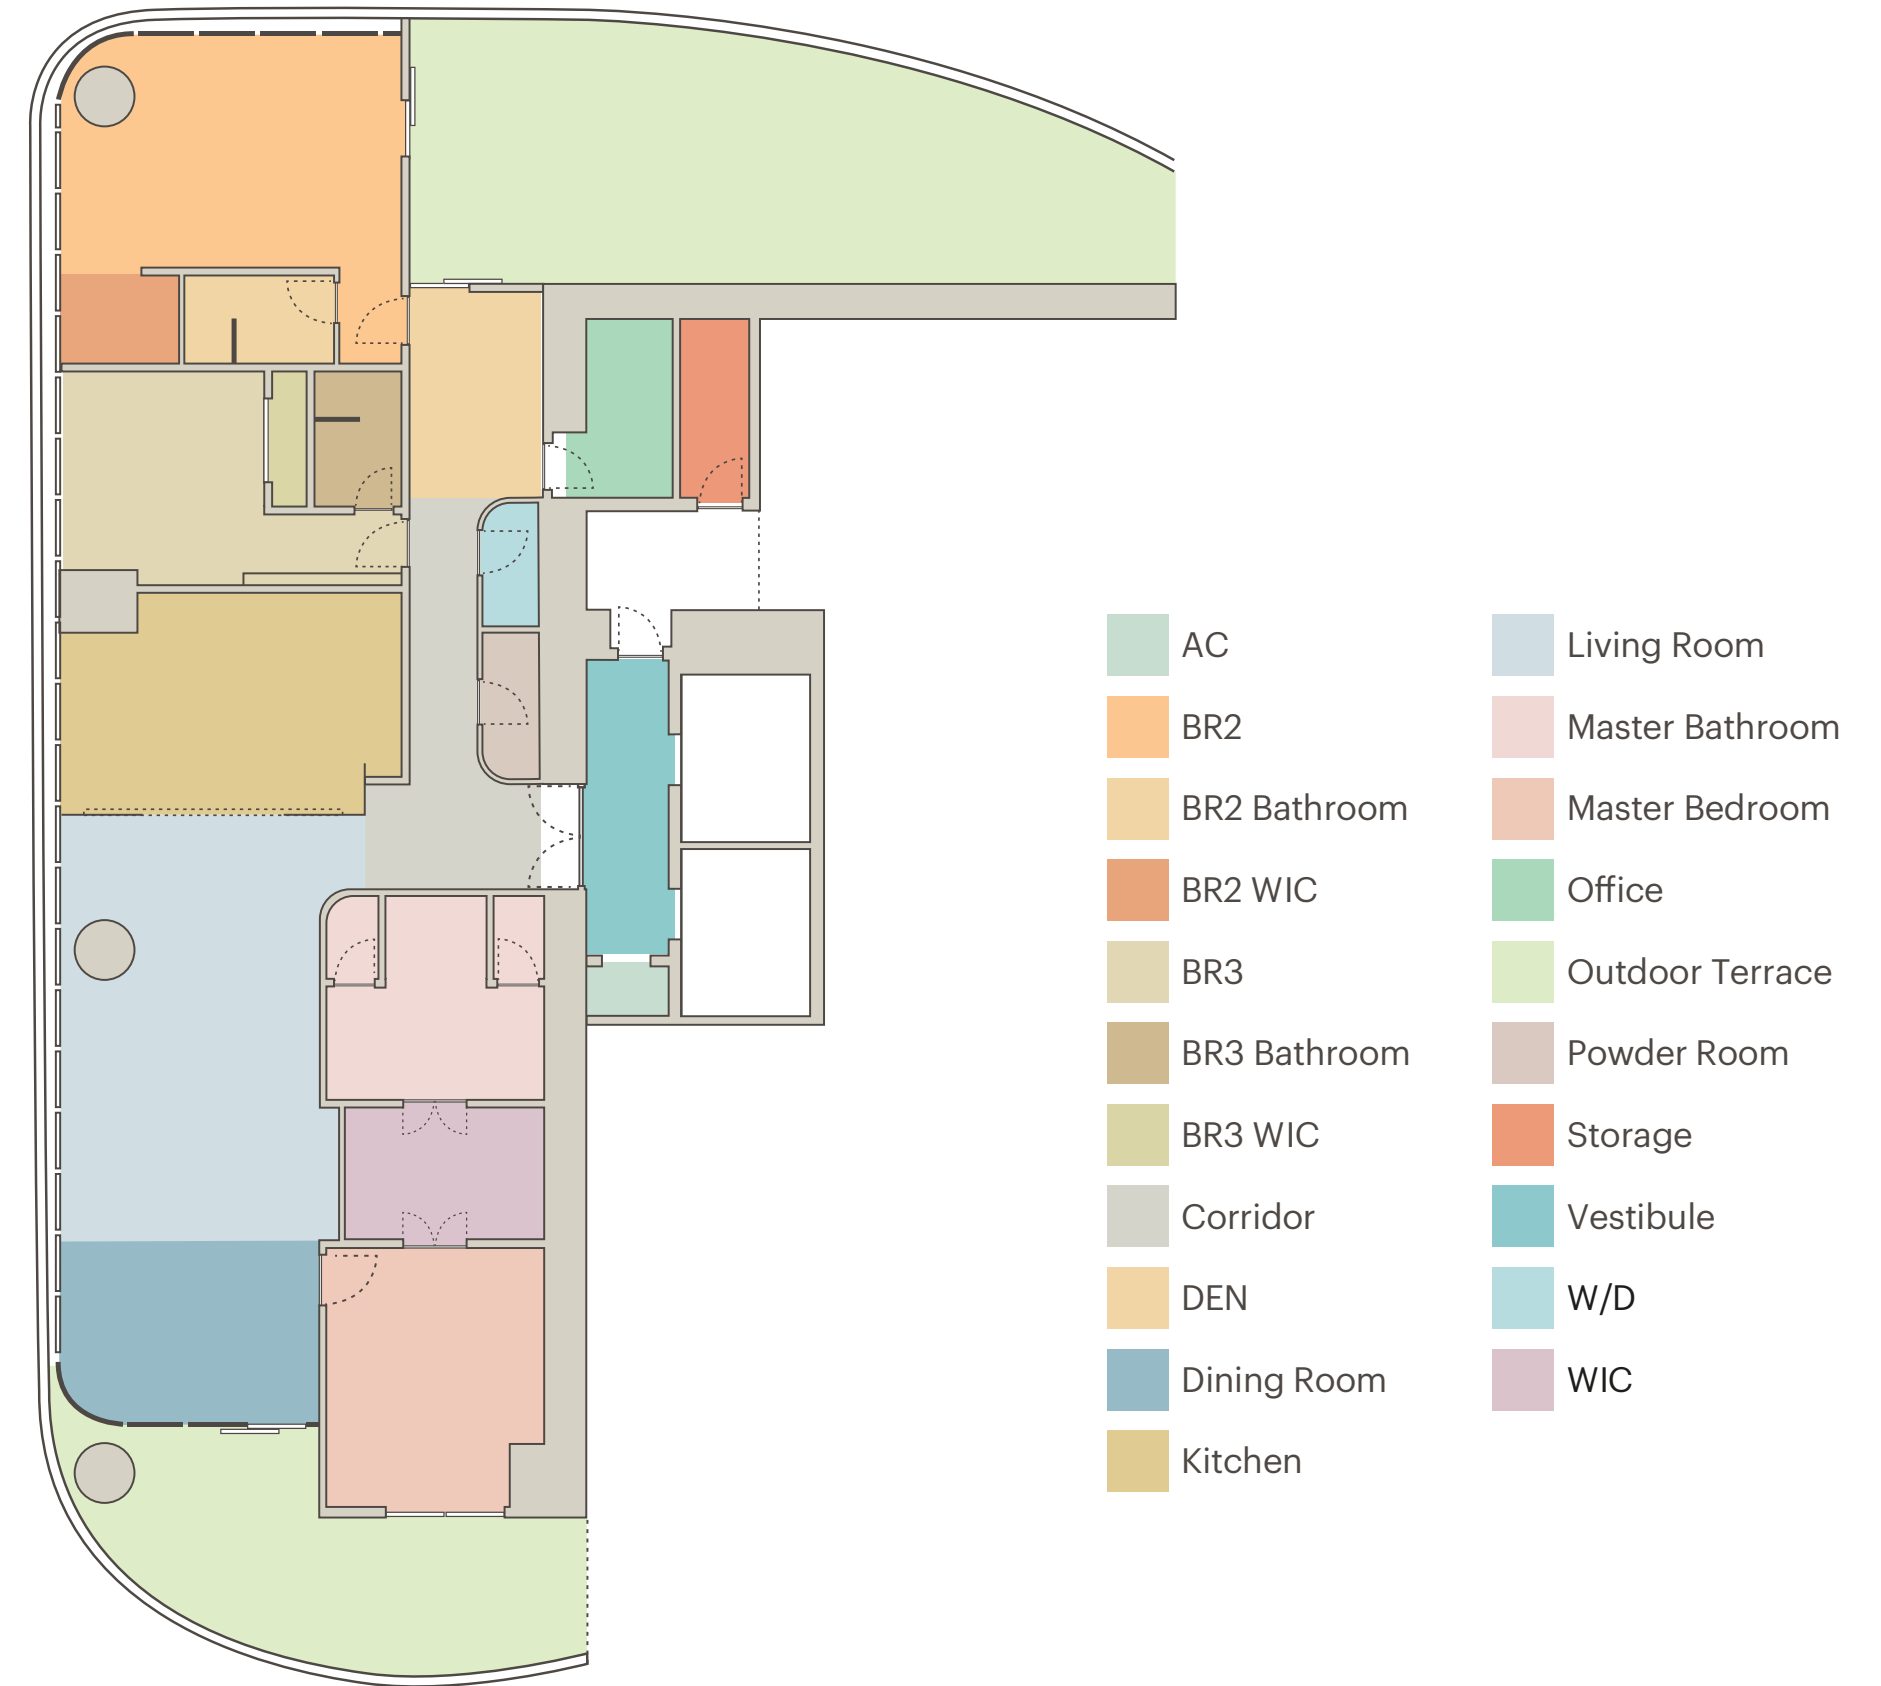 AC
BR2
BR2 Bathroom
BR2 WIC
BR3
BR3 Bathroom
BR3 WIC
Corridor
DEN
Dining Room
Kitchen
Living Room
Master Bathroom
Master Bedroom
Office
Outdoor Terrace
Powder Room
Storage
Vestibule
W/D
WIC